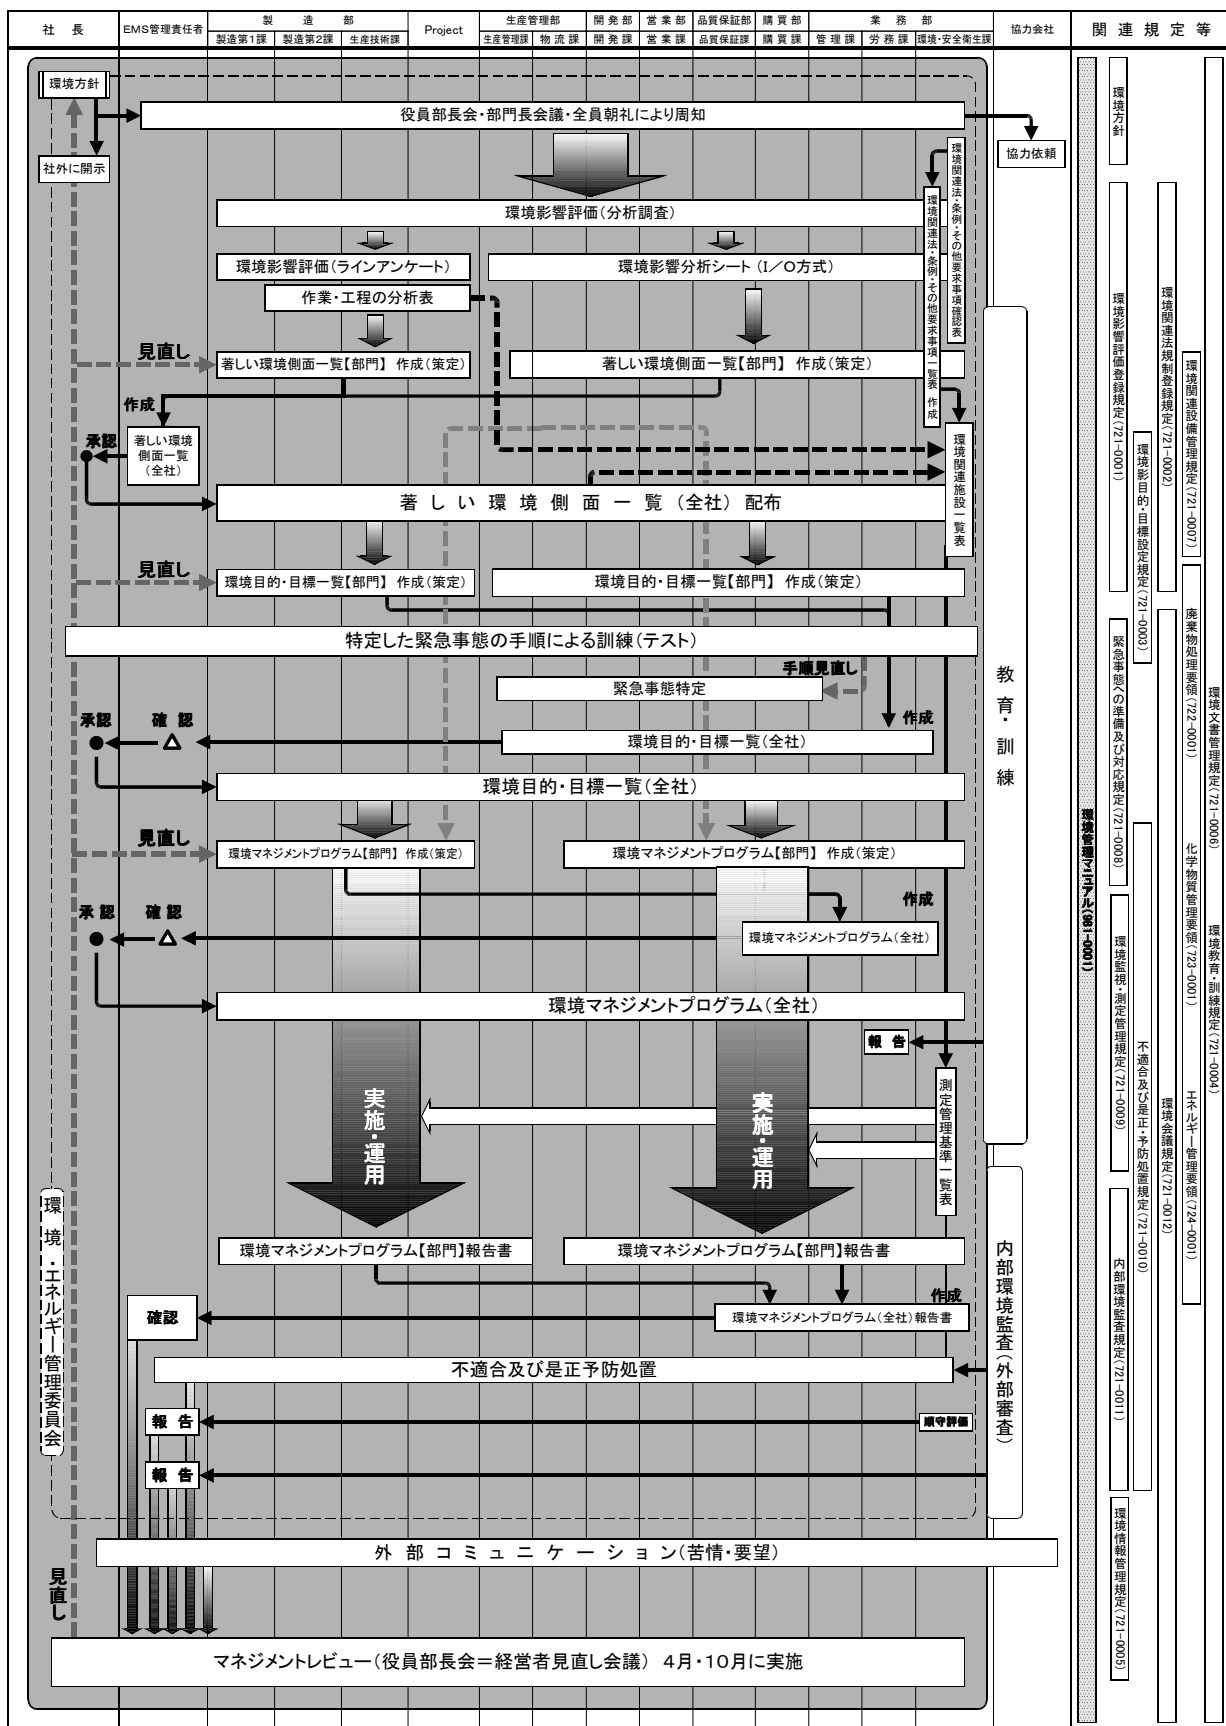 社 長
EMS管理責任者
製 造 部
製造第1課
製造第2課
生産技術課
Project
生産管理部
生産管理課
物流課
開発部
開発課
営業部
営業課
品質保証部
品質保証課
購買部
購買課
業 務 部
管理課
労務課
環境・安全衛生課
協力会社
関 連 規 定 等
環境方針
役員部長会・部門長会議・全員朝礼により周知
社外に開示
協力依頼
環境関連法・条例・その他要求事項確認表
環境関連法・条例・その他要求事項一覧表 作成
環境影響評価(分析調査)
環境影響評価(ラインアンケート)
環境影響分析シート(I/O方式)
作業・工程の分析表
見直し
著しい環境側面一覧【部門】 作成(策定)
著しい環境側面一覧【部門】 作成(策定)
作成
承認
著しい環境
側面一覧
(全社)
環境関連施設一覧表
著 し い 環 境 側 面 一 覧 (全社) 配布
見直し
環境目的・目標一覧【部門】 作成(策定)
環境目的・目標一覧【部門】 作成(策定)
特定した緊急事態の手順による訓練(テスト)
手順見直し
緊急事態特定
承認
確 認
作成
環境目的・目標一覧(全社)
環境目的・目標一覧(全社)
見直し
環境マネジメントプログラム【部門】 作成(策定)
環境マネジメントプログラム【部門】 作成(策定)
承 認
確 認
作成
環境マネジメントプログラム(全社)
環境マネジメントプログラム(全社)
報 告
測定管理基準一覧表
実施・運用
実施・運用
環境マネジメントプログラム【部門】報告書
環境マネジメントプログラム【部門】報告書
作成
確認
環境マネジメントプログラム(全社)報告書
不適合及び是正予防処置
報 告
順守評価
報 告
外 部 コ ミ ュ ニ ケ ー シ ョ ン(苦情・要望)
見直し
マネジメントレビュー(役員部長会=経営者見直し会議) 4月・10月に実施
環 境 ・エネルギー管理委員会
教 育・訓 練
内部環境監査(外部審査)
環境管理マニュアル(961-0001)
環境方針
環境影響評価登録規定(721-0001)
緊急事態への準備及び対応規定(721-0008)
環境監視・測定管理規定(721-0009)
内部環境監査規定(721-0011)
環境情報管理規定(721-0005)
環境影目的・目標設定規定(721-0003)
不適合及び是正・予防処置規定(721-0010)
環境関連法規制登録規定(721-0002)
環境会議規定(721-0012)
環境関連設備管理規定(721-0007)
廃棄物処理要領(722-0001)
化学物質管理要領(723-0001)
エネルギー管理要領(724-0001)
環境文書管理規定(721-0006)
環境教育・訓練規定(721-0004)